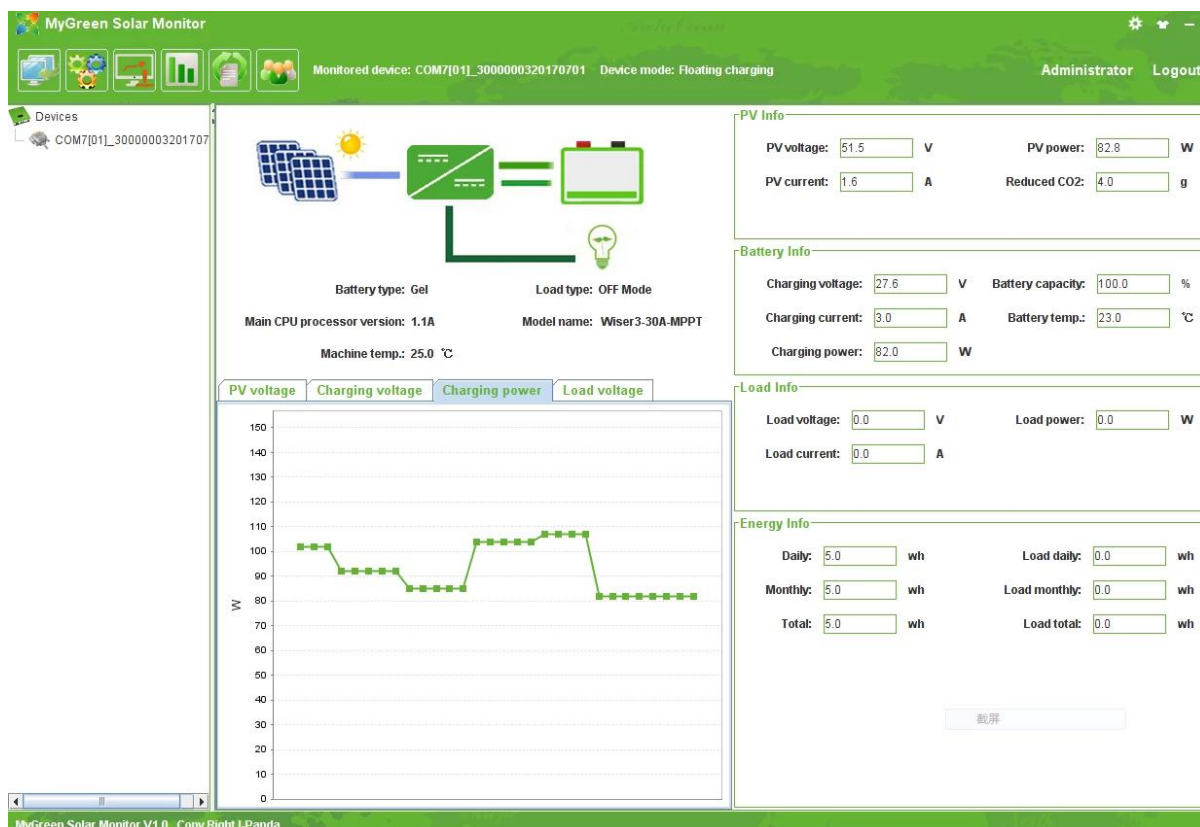 MyGreen Solar Monitor
Monitored device: COM7[01]_3000000320170701 Device mode: Floating charging
Administrator Logout
Devices
COM7[01]_30000003201707
Battery type: Gel Load type: OFF Mode
Main CPU processor version: 1.1A Model name: Wiser3-30A-MPPT
Machine temp.: 25.0 ℃
PV voltage Charging voltage Charging power Load voltage
150
140
130
120
110
100
90
80
70
60
50
40
30
20
10
0
W
PV Info
PV voltage: 51.5 V PV power: 82.8 W
PV current: 1.6 A Reduced CO2: 4.0 g
Battery Info
Charging voltage: 27.6 V Battery capacity: 100.0 %
Charging current: 3.0 A Battery temp.: 23.0 ℃
Charging power: 82.0 W
Load Info
Load voltage: 0.0 V Load power: 0.0 W
Load current: 0.0 A
Energy Info
Daily: 5.0 wh Load daily: 0.0 wh
Monthly: 5.0 wh Load monthly: 0.0 wh
Total: 5.0 wh Load total: 0.0 wh
截屏
MyGreen Solar Monitor V1.0 Copy Right I-Panda